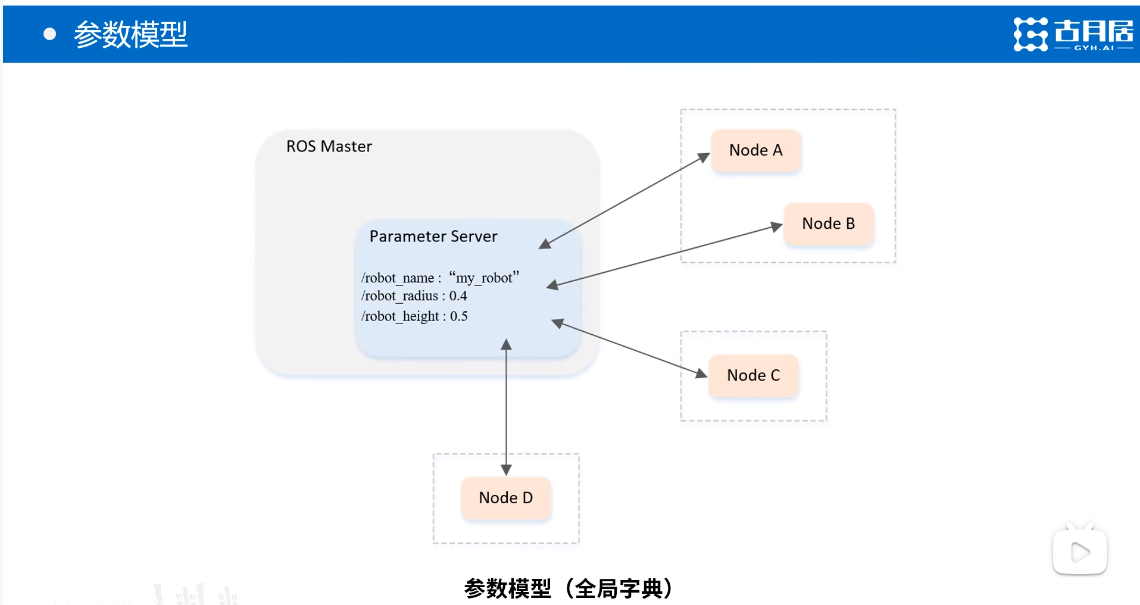 参数模型
古月居
GYH.AI
ROS Master
Node A
Node B
Parameter Server
/robot_name : “my_robot”
/robot_radius : 0.4
/robot_height : 0.5
Node C
Node D
参数模型（全局字典）